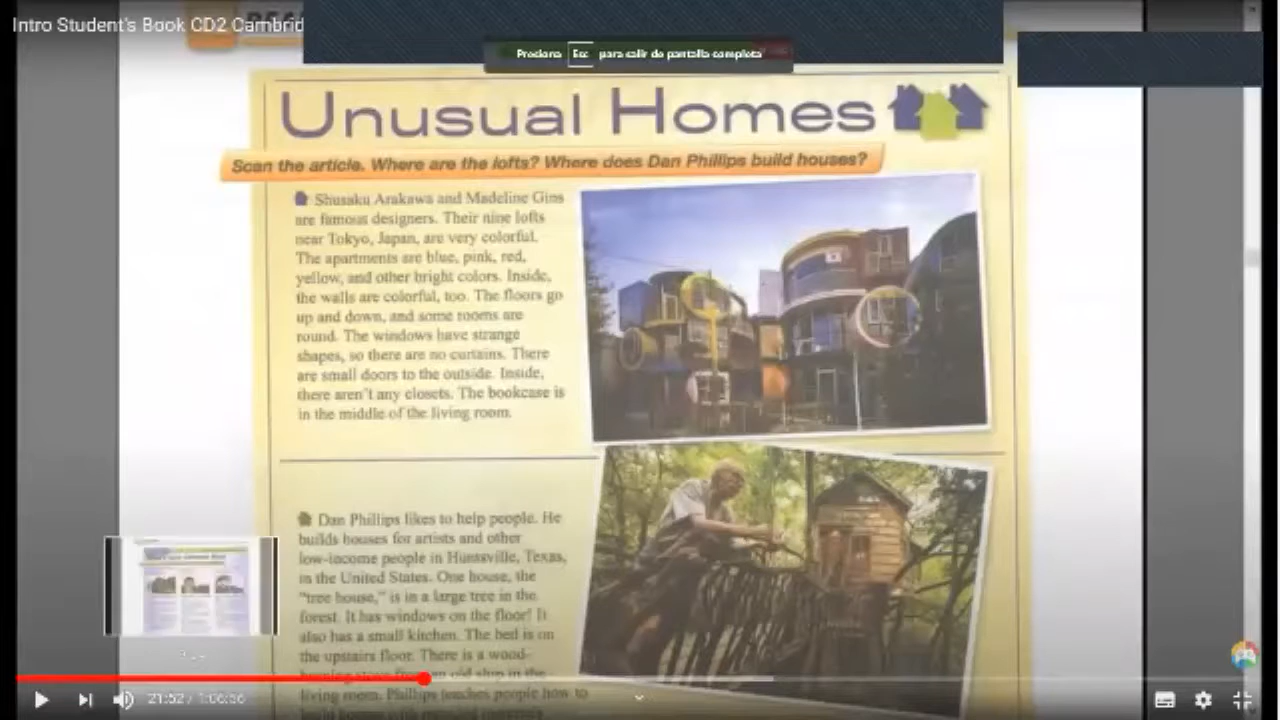 Intro Student's Book CD2 Cambrid
Presiona Esc para salir de pantalla completa
Unusual Homes
Scan the article. Where are the lofts? Where does Dan Phillips build houses?
Shusaku Arakawa and Madeline Gins
are famous designers. Their nine lofts
near Tokyo, Japan, are very colorful.
The apartments are blue, pink, red,
yellow, and other bright colors. Inside,
the walls are colorful, too. The floors go
up and down, and some rooms are
round. The windows have strange
shapes, so there are no curtains. There
are small doors to the outside. Inside,
there aren't any closets. The bookcase is
in the middle of the living room.
Dan Phillips likes to help people. He
builds houses for artists and other
low-income people in Huntsville, Texas,
in the United States. One house, the
"tree house," is in a large tree in the
forest. It has windows on the floor! It
also has a small kitchen. The bed is on
the upstairs floor. There is a wood-
an old ship in the
living room. Phillips teaches people how to
21:52 / 1:06:56